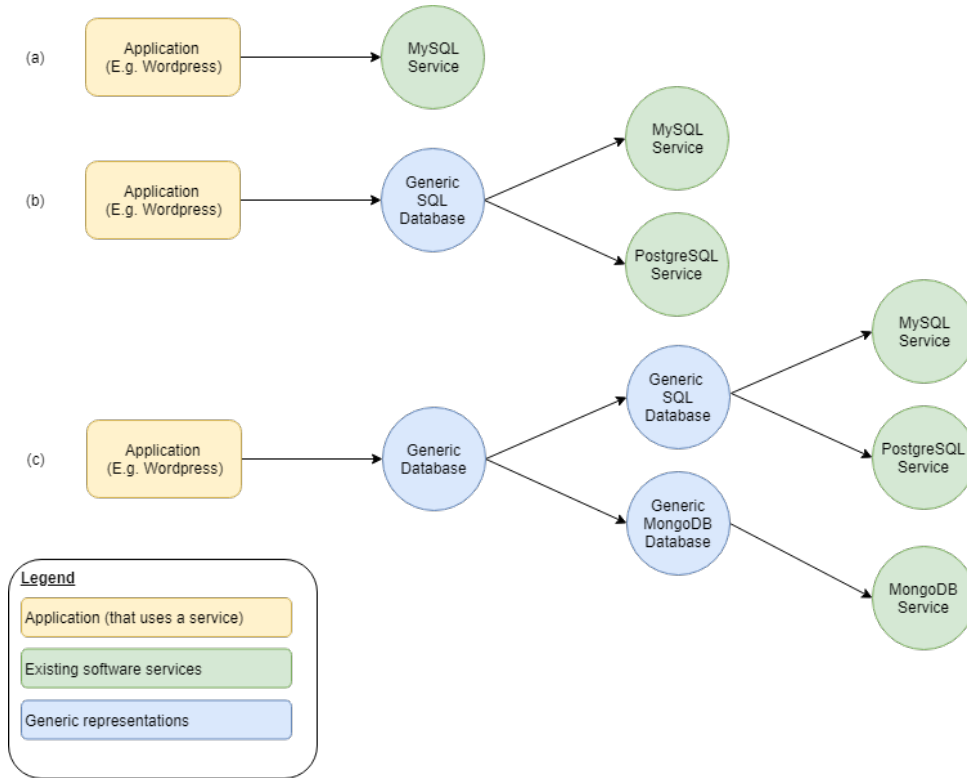 (a)
Application
(E.g. Wordpress)
MySQL
Service
(b)
Application
(E.g. Wordpress)
Generic
SQL
Database
MySQL
Service
PostgreSQL
Service
(c)
Application
(E.g. Wordpress)
Generic
Database
Generic
SQL
Database
Generic
MongoDB
Database
MySQL
Service
PostgreSQL
Service
MongoDB
Service
Legend
Application (that uses a service)
Existing software services
Generic representations